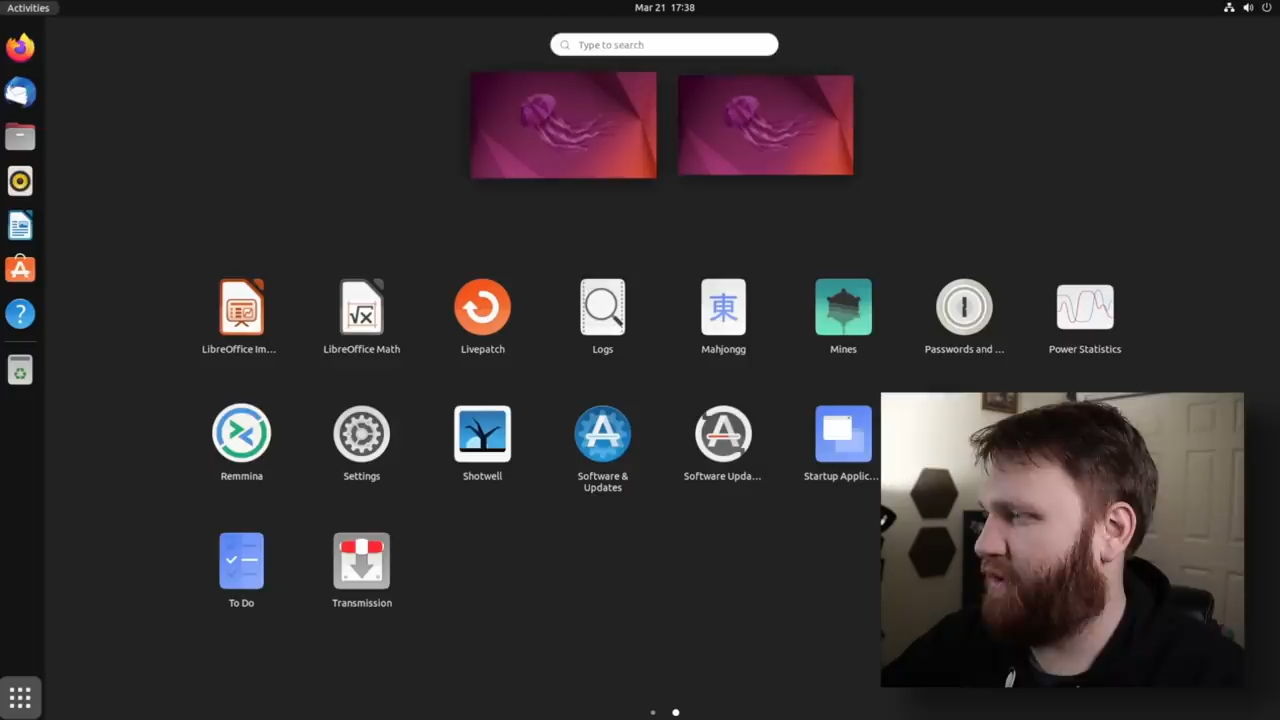 Activities
Mar 21 17:38
Type to search
LibreOffice Im...
LibreOffice Math
Livepatch
Logs
東
Mahjongg
Mines
Passwords and ...
Power Statistics
√x
Remmina
Settings
Shotwell
Software &
Updates
Software Upda...
Startup Applic...
To Do
Transmission